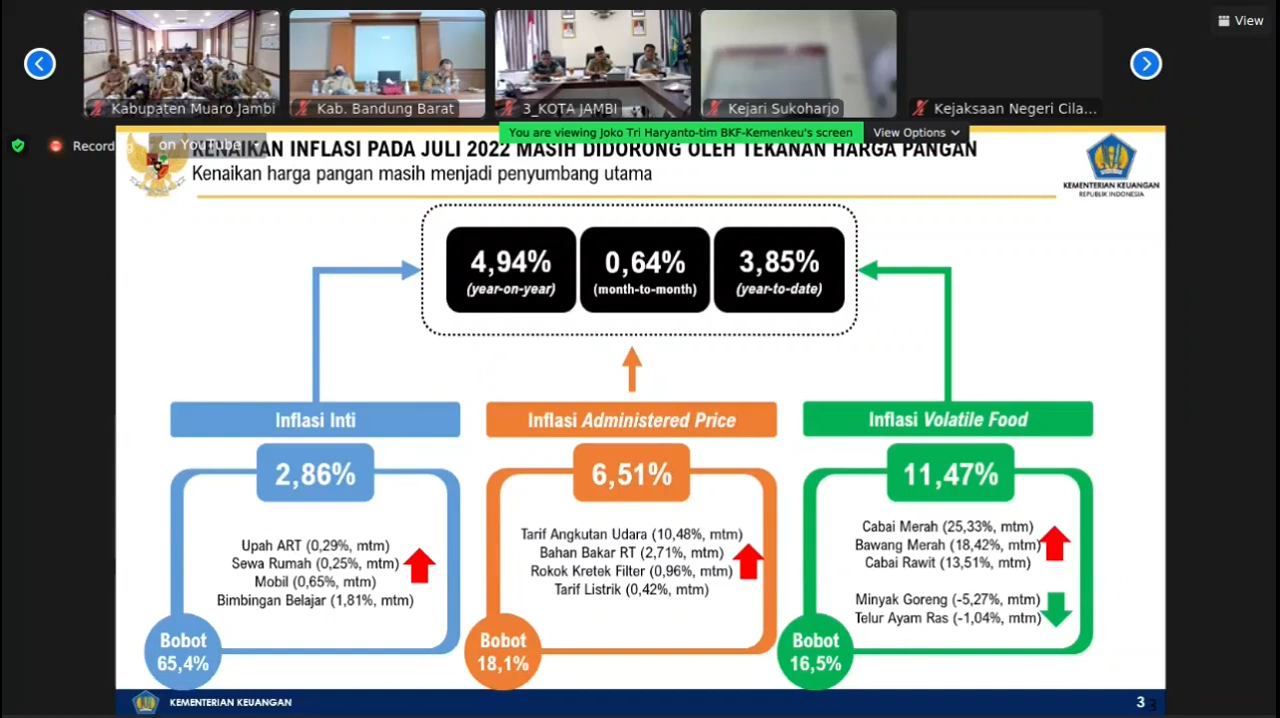 View
Kabupaten Muaro Jambi
Kab. Bandung Barat
3_KOTA JAMBI
Kejari Sukoharjo
Kejaksaan Negeri Cila...
You are viewing Joko Tri Haryanto-tim BKF-Kemenkeu's screen
View Options
Recording
on YouTube
KENAIKAN INFLASI PADA JULI 2022 MASIH DIDORONG OLEH TEKANAN HARGA PANGAN
Kenaikan harga pangan masih menjadi penyumbang utama
KEMENTERIAN KEUANGAN
REPUBLIK INDONESIA
4,94%
(year-on-year)
0,64%
(month-to-month)
3,85%
(year-to-date)
Inflasi Inti
2,86%
Upah ART (0,29%, mtm)
Sewa Rumah (0,25%, mtm)
Mobil (0,65%, mtm)
Bimbingan Belajar (1,81%, mtm)
Bobot
65,4%
Inflasi Administered Price
6,51%
Tarif Angkutan Udara (10,48%, mtm)
Bahan Bakar RT (2,71%, mtm)
Rokok Kretek Filter (0,96%, mtm)
Tarif Listrik (0,42%, mtm)
Bobot
18,1%
Inflasi Volatile Food
11,47%
Cabai Merah (25,33%, mtm)
Bawang Merah (18,42%, mtm)
Cabai Rawit (13,51%, mtm)
Minyak Goreng (-5,27%, mtm)
Telur Ayam Ras (-1,04%, mtm)
Bobot
16,5%
KEMENTERIAN KEUANGAN
3
3